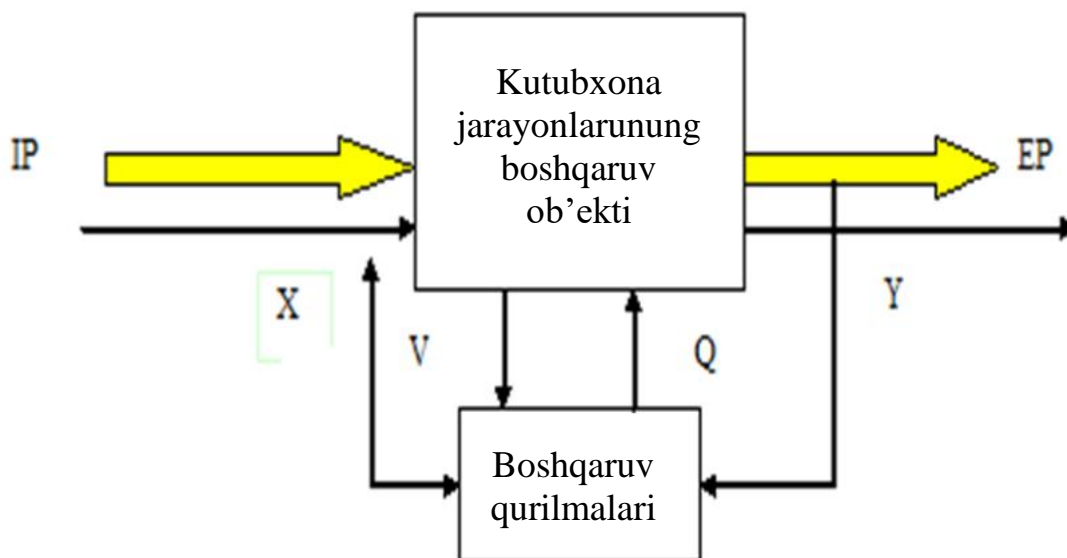 Kutubxona
jarayonlarunung
boshqaruv
ob’ekti
IP
EP
X
V
Q
Y
Boshqaruv
qurilmalari